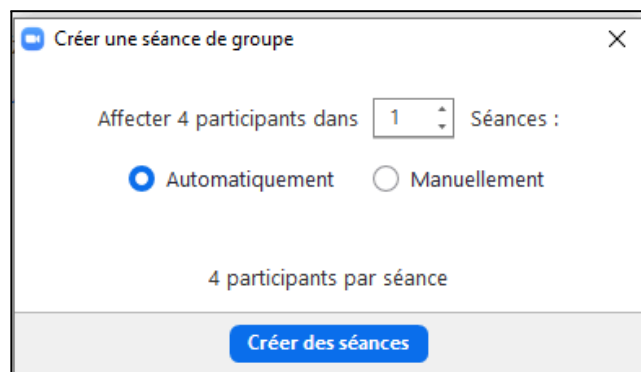 Créer une séance de groupe
Affecter 4 participants dans 1 Séances :
Automatiquement Manuellement
4 participants par séance
Créer des séances